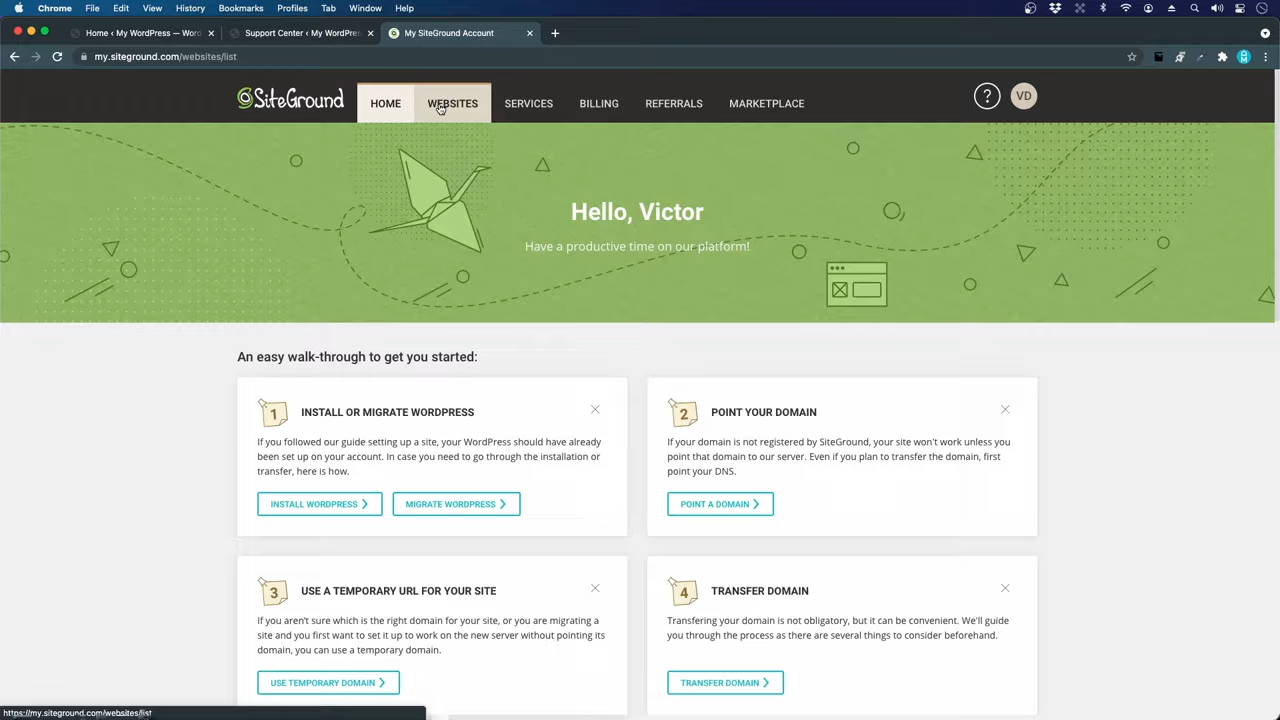 Chrome File Edit View History Bookmarks Profiles Tab Window Help
Home ‹ My WordPress — Wor
Support Center ‹ My WordPres
My SiteGround Account
my.siteground.com/websites/list
SiteGround
HOME
WEBSITES
SERVICES
BILLING
REFERRALS
MARKETPLACE
?
VD
Hello, Victor
Have a productive time on our platform!
An easy walk-through to get you started:
1
INSTALL OR MIGRATE WORDPRESS
If you followed our guide setting up a site, your WordPress should have already
been set up on your account. In case you need to go through the installation or
transfer, here is how.
INSTALL WORDPRESS
MIGRATE WORDPRESS
2
POINT YOUR DOMAIN
If your domain is not registered by SiteGround, your site won't work unless you
point that domain to our server. Even if you plan to transfer the domain, first
point your DNS.
POINT A DOMAIN
3
USE A TEMPORARY URL FOR YOUR SITE
If you aren't sure which is the right domain for your site, or you are migrating a
site and you first want to set it up to work on the new server without pointing its
domain, you can use a temporary domain.
USE TEMPORARY DOMAIN
4
TRANSFER DOMAIN
Transfering your domain is not obligatory, but it can be convenient. We'll guide
you through the process as there are several things to consider beforehand.
TRANSFER DOMAIN
https://my.siteground.com/websites/list